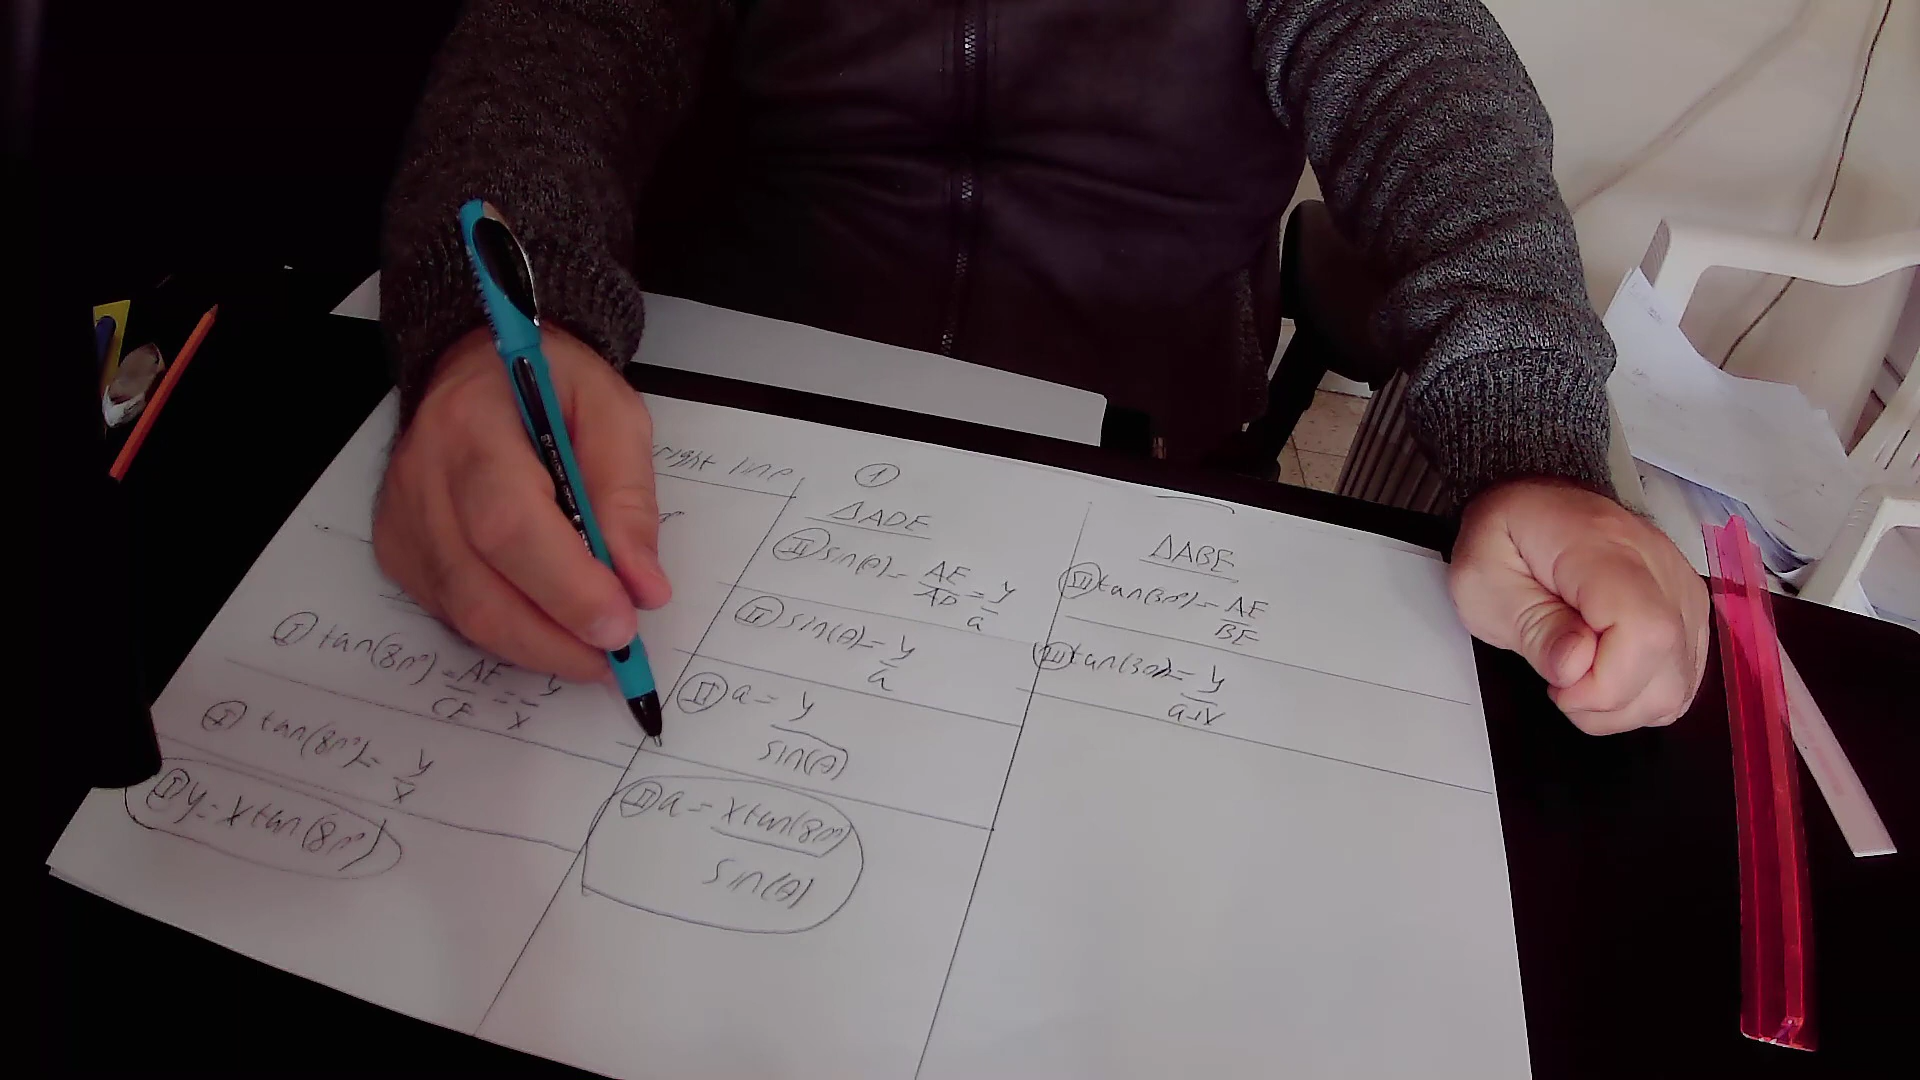 right line
①
ΔADE
Ⅱ sin(θ) = AE/AD = y/a
Ⅱ sin(θ) = y/a
Ⅱ a = y/sin(θ)
Ⅱ a = x tan(80°)/sin(θ)
ΔABE
Ⅲ tan(30°) = AE/BE
Ⅲ tan(30) = y/a+x
Ⅰ tan(80°) = AE/CE = y/x
Ⅰ tan(80°) = y/x
Ⅰ y = x tan(80°)